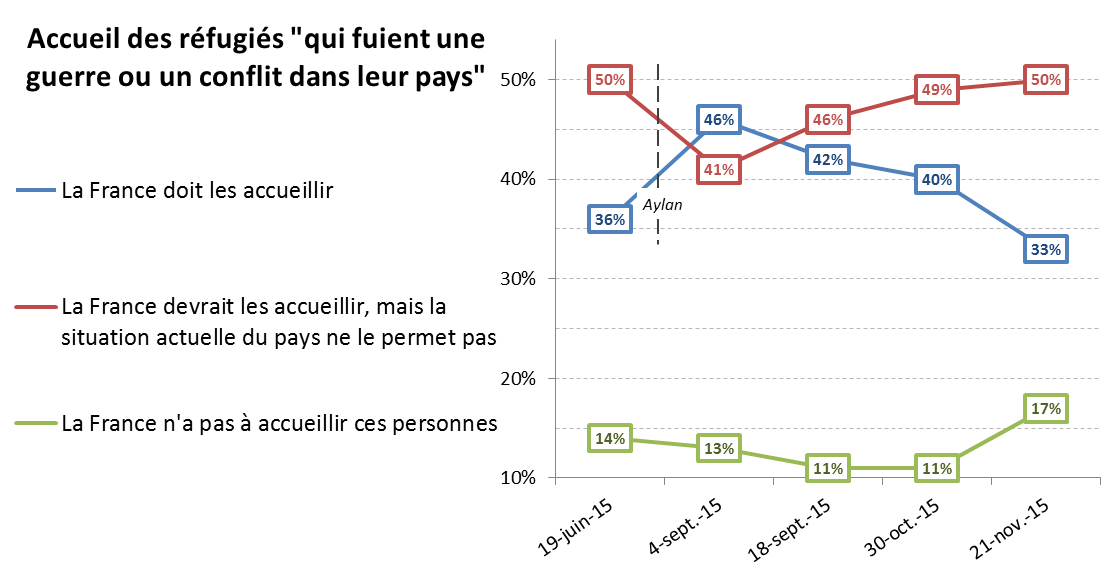 Accueil des réfugiés "qui fuient une
guerre ou un conflit dans leur pays"
La France doit les accueillir
La France devrait les accueillir, mais la
situation actuelle du pays ne le permet pas
La France n'a pas à accueillir ces personnes
50%
40%
30%
20%
10%
50%
41%
46%
49%
50%
36%
46%
42%
40%
33%
Aylan
14%
13%
11%
11%
17%
19-juin-15
4-sept.-15
18-sept.-15
30-oct.-15
21-nov.-15